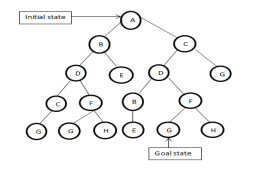 Initial state
A
B C
D E D G
C F B F
G G H E G H
Goal state